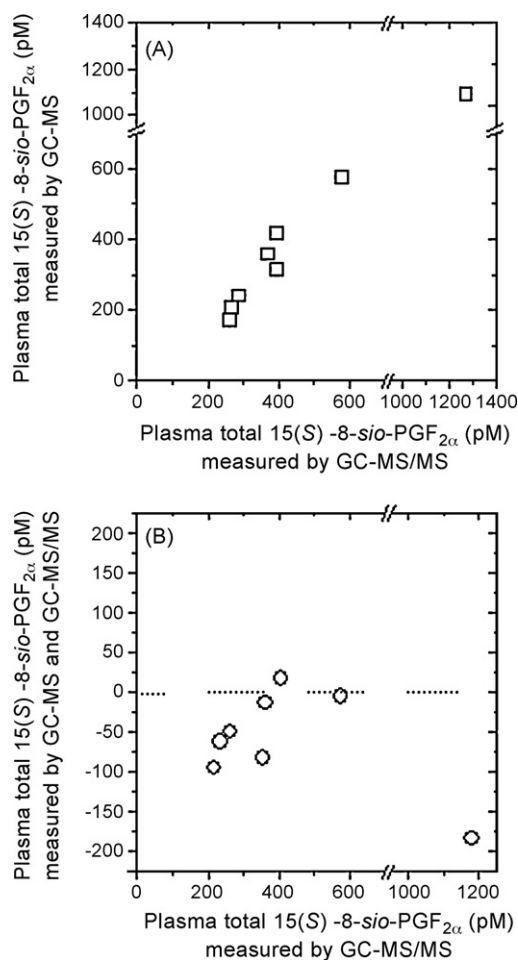 (A)
1400
1200
1000
600
400
200
0
Plasma total 15(S) -8-sio-PGF2α (pM)
measured by GC-MS
0 200 400 600 1000 1200 1400
Plasma total 15(S) -8-sio-PGF2α (pM)
measured by GC-MS/MS
(B)
200
150
100
50
25
0
-50
-100
-150
-200
Plasma total 15(S) -8-sio-PGF2α (pM)
measured by GC-MS and GC-MS/MS
0 200 400 600 1000 1200
Plasma total 15(S) -8-sio-PGF2α (pM)
measured by GC-MS/MS